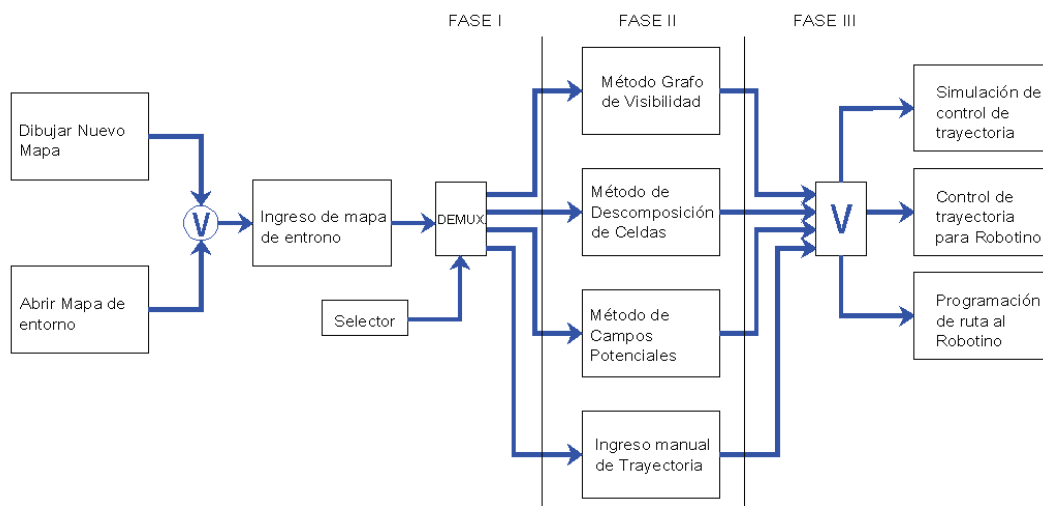 FASE I
FASE II
FASE III
Dibujar Nuevo
Mapa
Abrir Mapa de
entorno
V
Ingreso de mapa
de entrono
DEMUX.
Selector
Método Grafo
de Visibilidad
Método de
Descomposición
de Celdas
Método de
Campos
Potenciales
Ingreso manual
de Trayectoria
V
Simulación de
control de
trayectoria
Control de
trayectoria
para Robotino
Programación
de ruta al
Robotino